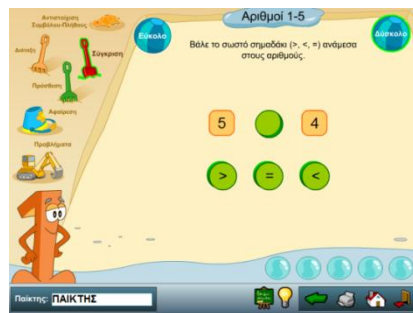 Αριθμοί 1-5
Αντιστοίχιση
Συμβόλου-Πλήθους
Εύκολο
Δύσκολο
Διάταξη
Σύγκριση
Βάλε το σωστό σημαδάκι (>, <, =) ανάμεσα
στους αριθμούς.
Πρόσθεση
Αφαίρεση
5 4
Προβλήματα
> = <
Παίκτης: ΠΑΙΚΤΗΣ